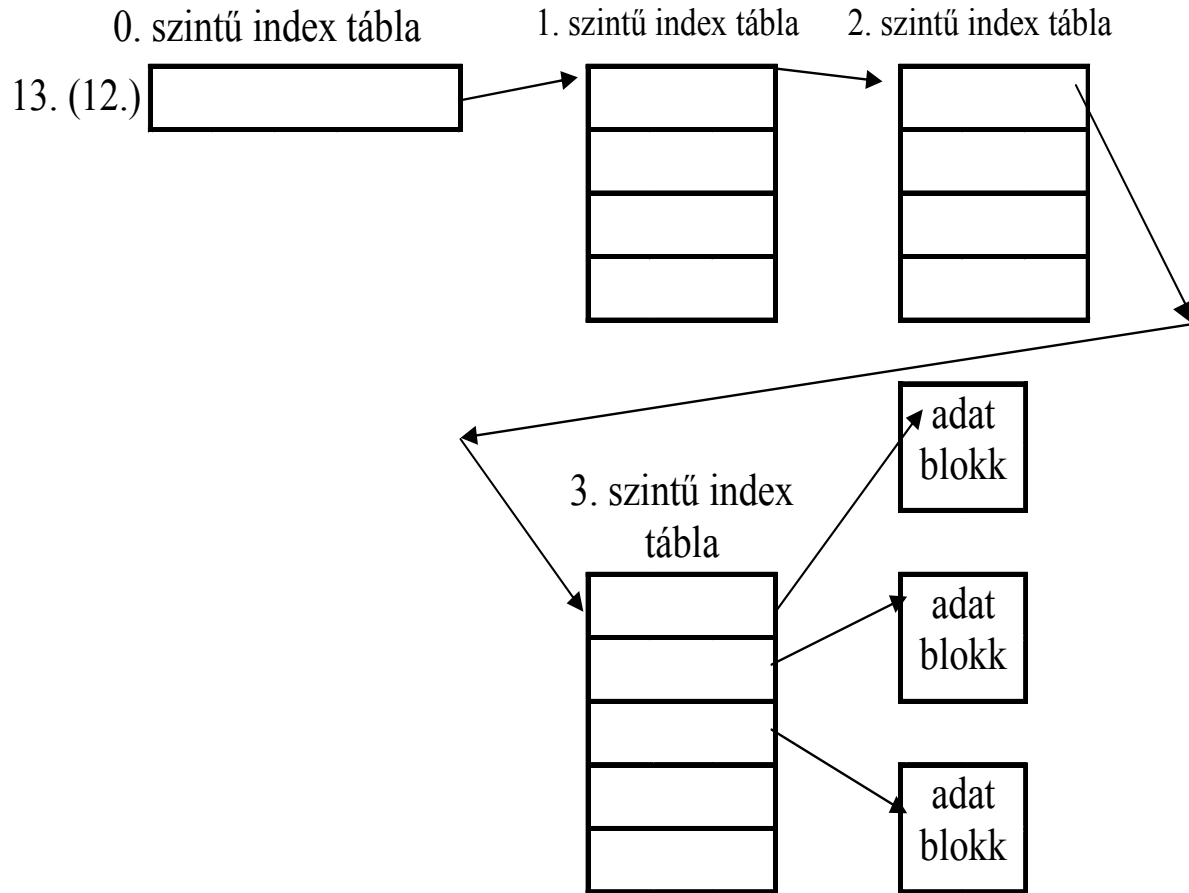 0. szintű index tábla
1. szintű index tábla
2. szintű index tábla
13. (12.)
adat
blokk
3. szintű index
tábla
adat
blokk
adat
blokk